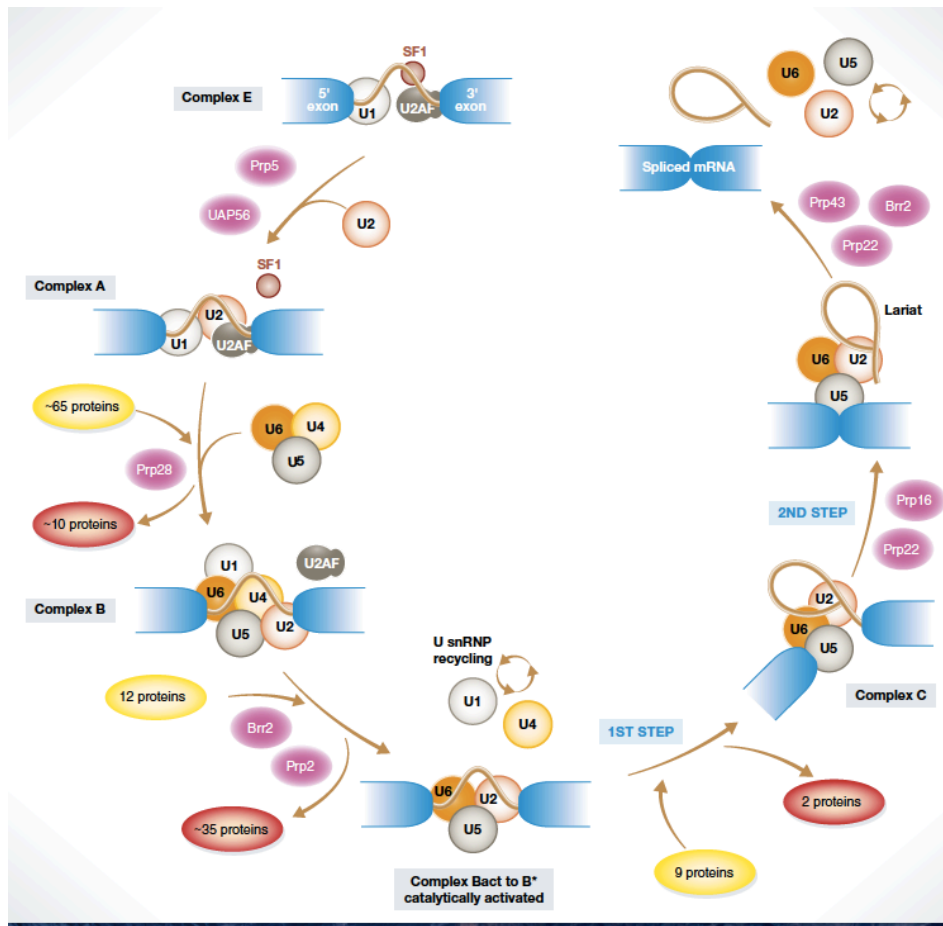 SF1
Complex E
5'
exon
U1
U2AF
3'
exon
Prp5
UAP56
U2
SF1
Complex A
U2
U1
U2AF
~65 proteins
U6
U4
U5
Prp28
~10 proteins
U1
U2AF
U6
U4
Complex B
U5
U2
U snRNP
recycling
12 proteins
U1
U4
Brr2
Prp2
U6
U2
U5
~35 proteins
Complex Bact to B*
catalytically activated
1ST STEP
2 proteins
9 proteins
U2
U6
U5
Complex C
2ND STEP
Prp16
Prp22
Lariat
U6
U2
U5
Prp43
Brr2
Prp22
Spliced mRNA
U6
U5
U2